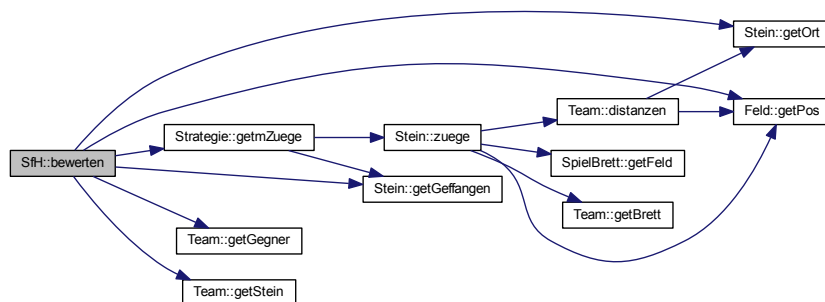 Stein::getOrt
Team::distanzen
Feld::getPos
Strategie::getmZuege
Stein::zuege
SfH::bewerten
SpielBrett::getFeld
Stein::getGeffangen
Team::getBrett
Team::getGegner
Team::getStein